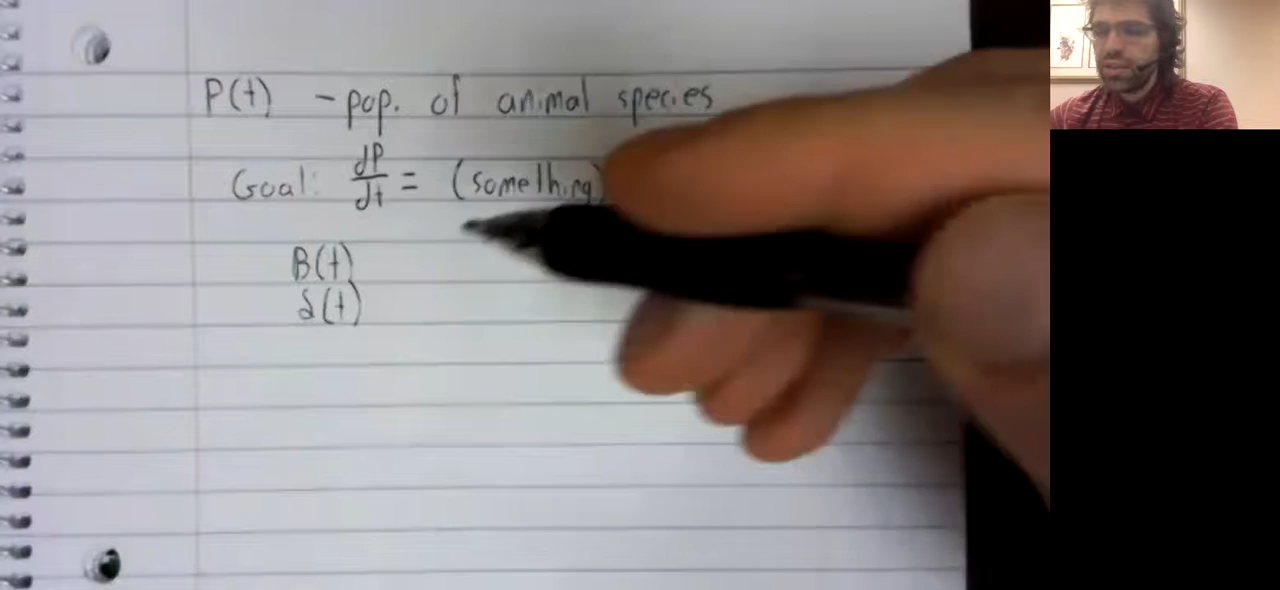 P(t) - pop. of animal species
Goal: dP/dt = (something)
B(t)
δ(t)